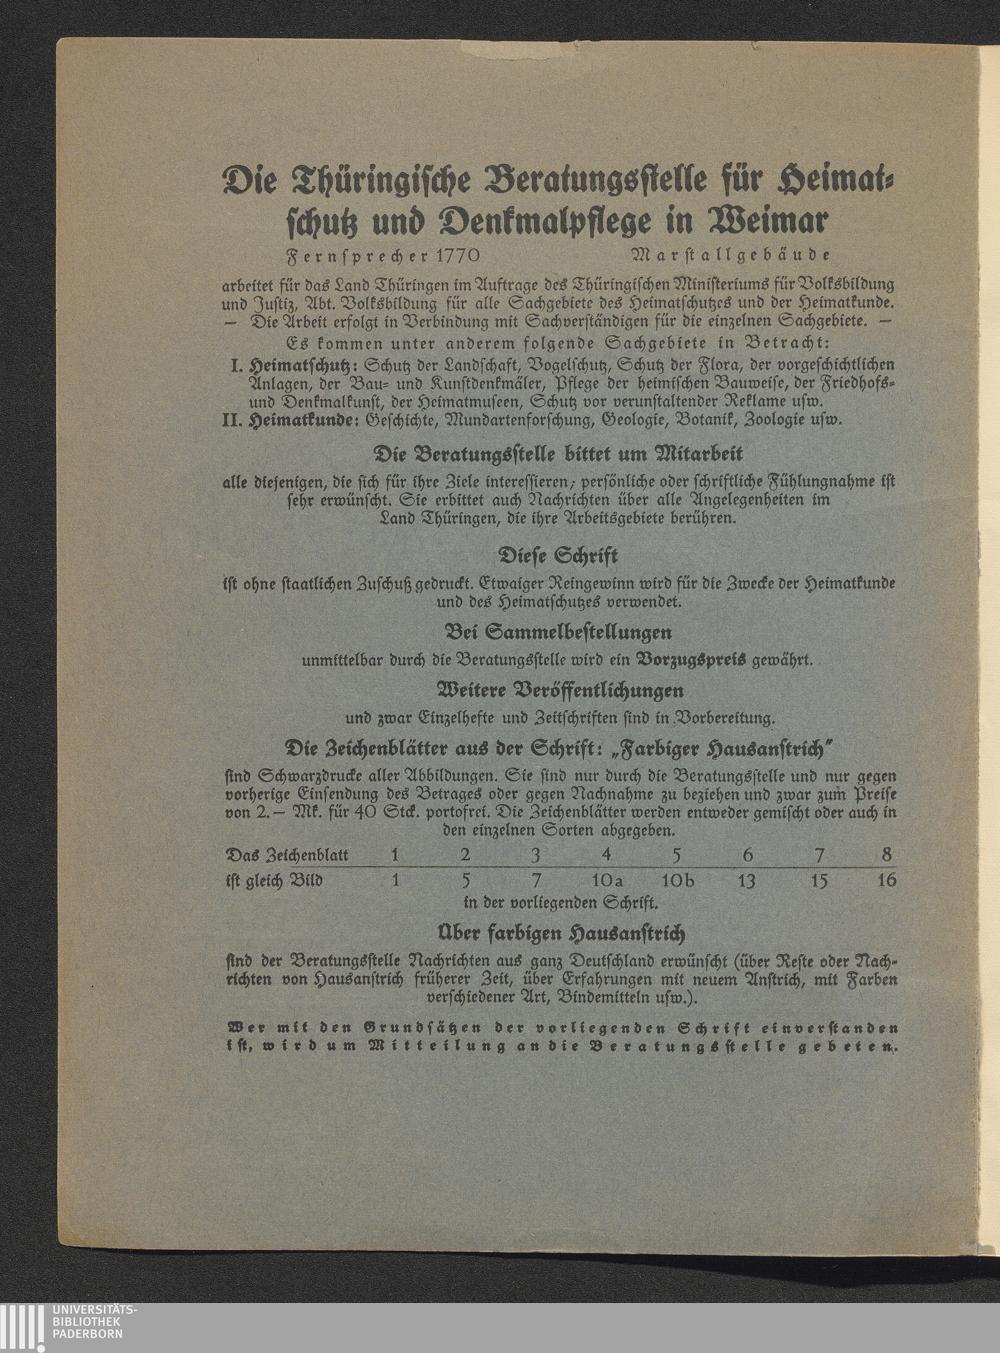 Die Thüringische Beratungsstelle für Heimat-
schutz und Denkmalpflege in Weimar
Fernsprecher 1770 Marstallgebäude
arbeitet für das Land Thüringen im Auftrage des Thüringischen Ministeriums für Volksbildung
und Justiz, Abt. Volksbildung für alle Sachgebiete des Heimatschutzes und der Heimatkunde.
— Die Arbeit erfolgt in Verbindung mit Sachverständigen für die einzelnen Sachgebiete. —
Es kommen unter anderem folgende Sachgebiete in Betracht:
I. Heimatschutz: Schutz der Landschaft, Vogelschutz, Schutz der Flora, der vorgeschichtlichen
Anlagen, der Bau- und Kunstdenkmäler, Pflege der heimischen Bauweise, der Friedhofs-
und Denkmalkunst, der Heimatmuseen, Schutz vor verunstaltender Reklame usw.
II. Heimatkunde: Geschichte, Mundartenforschung, Geologie, Botanik, Zoologie usw.
Die Beratungsstelle bittet um Mitarbeit
alle diejenigen, die sich für ihre Ziele interessieren; persönliche oder schriftliche Fühlungnahme ist
sehr erwünscht. Sie erbittet auch Nachrichten über alle Angelegenheiten im
Land Thüringen, die ihre Arbeitsgebiete berühren.
Diese Schrift
ist ohne staatlichen Zuschuß gedruckt. Etwaiger Reingewinn wird für die Zwecke der Heimatkunde
und des Heimatschutzes verwendet.
Bei Sammelbestellungen
unmittelbar durch die Beratungsstelle wird ein Vorzugspreis gewährt.
Weitere Veröffentlichungen
und zwar Einzelhefte und Zeitschriften sind in Vorbereitung.
Die Zeichenblätter aus der Schrift: „Farbiger Hausanstrich"
sind Schwarzdrucke aller Abbildungen. Sie sind nur durch die Beratungsstelle und nur gegen
vorherige Einsendung des Betrages oder gegen Nachnahme zu beziehen und zwar zum Preise
von 2.— Mk. für 40 Stck. portofrei. Die Zeichenblätter werden entweder gemischt oder auch in
den einzelnen Sorten abgegeben.
Das Zeichenblatt 1 2 3 4 5 6 7 8
ist gleich Bild 1 5 7 10a 10b 13 15 16
in der vorliegenden Schrift.
Über farbigen Hausanstrich
sind der Beratungsstelle Nachrichten aus ganz Deutschland erwünscht (über Reste oder Nach-
richten von Hausanstrich früherer Zeit, über Erfahrungen mit neuem Anstrich, mit Farben
verschiedener Art, Bindemitteln usw.).
Wer mit den Grundsätzen der vorliegenden Schrift einverstanden
ist, wird um Mitteilung an die Beratungsstelle gebeten.
UNIVERSITÄTS-
BIBLIOTHEK
PADERBORN